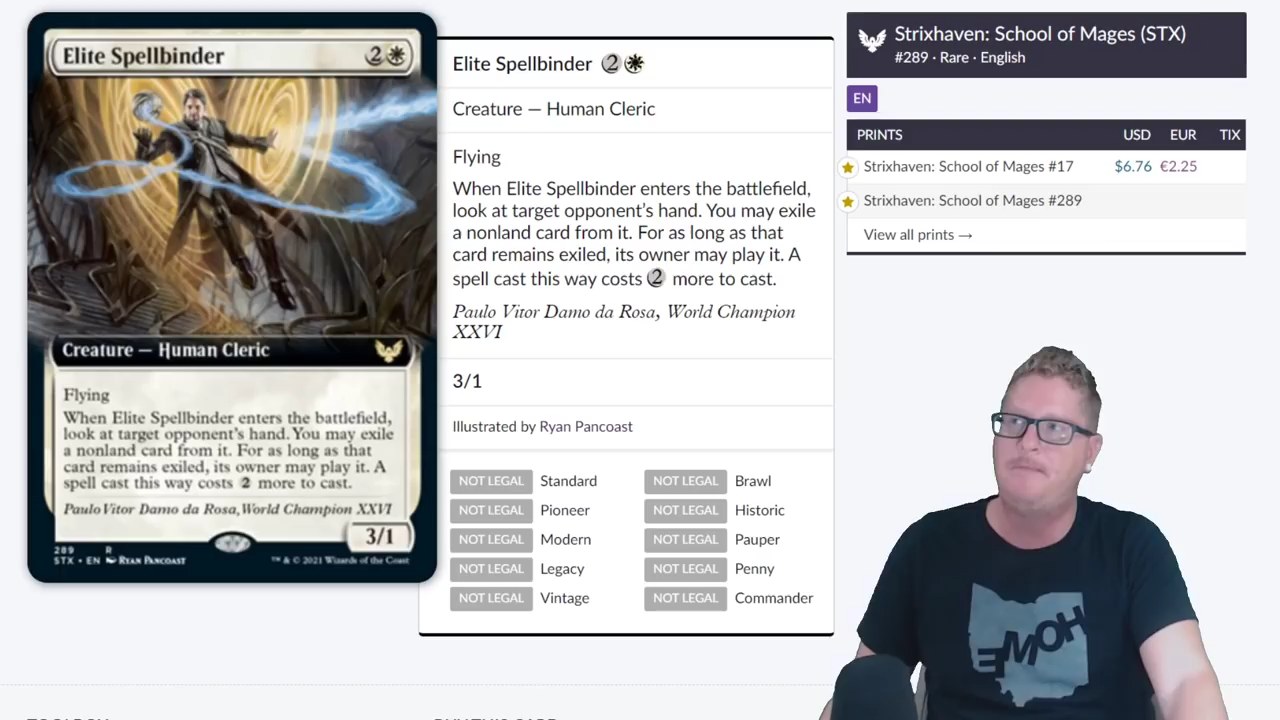 Elite Spellbinder 2
Creature — Human Cleric
Flying
When Elite Spellbinder enters the battlefield,
look at target opponent's hand. You may exile
a nonland card from it. For as long as that
card remains exiled, its owner may play it. A
spell cast this way costs 2 more to cast.
Paulo Vitor Damo da Rosa, World Champion XXVI
3/1
289 R
STX • EN Ryan Pancoast
™ & © 2021 Wizards of the Coast
Elite Spellbinder 2
Creature — Human Cleric
Flying
When Elite Spellbinder enters the battlefield,
look at target opponent's hand. You may exile
a nonland card from it. For as long as that
card remains exiled, its owner may play it. A
spell cast this way costs 2 more to cast.
Paulo Vitor Damo da Rosa, World Champion
XXVI
3/1
Illustrated by Ryan Pancoast
NOT LEGAL Standard NOT LEGAL Brawl
NOT LEGAL Pioneer NOT LEGAL Historic
NOT LEGAL Modern NOT LEGAL Pauper
NOT LEGAL Legacy NOT LEGAL Penny
NOT LEGAL Vintage NOT LEGAL Commander
Strixhaven: School of Mages (STX)
#289 · Rare · English
EN
PRINTS USD EUR TIX
Strixhaven: School of Mages #17 $6.76 €2.25
Strixhaven: School of Mages #289
View all prints →
HOME